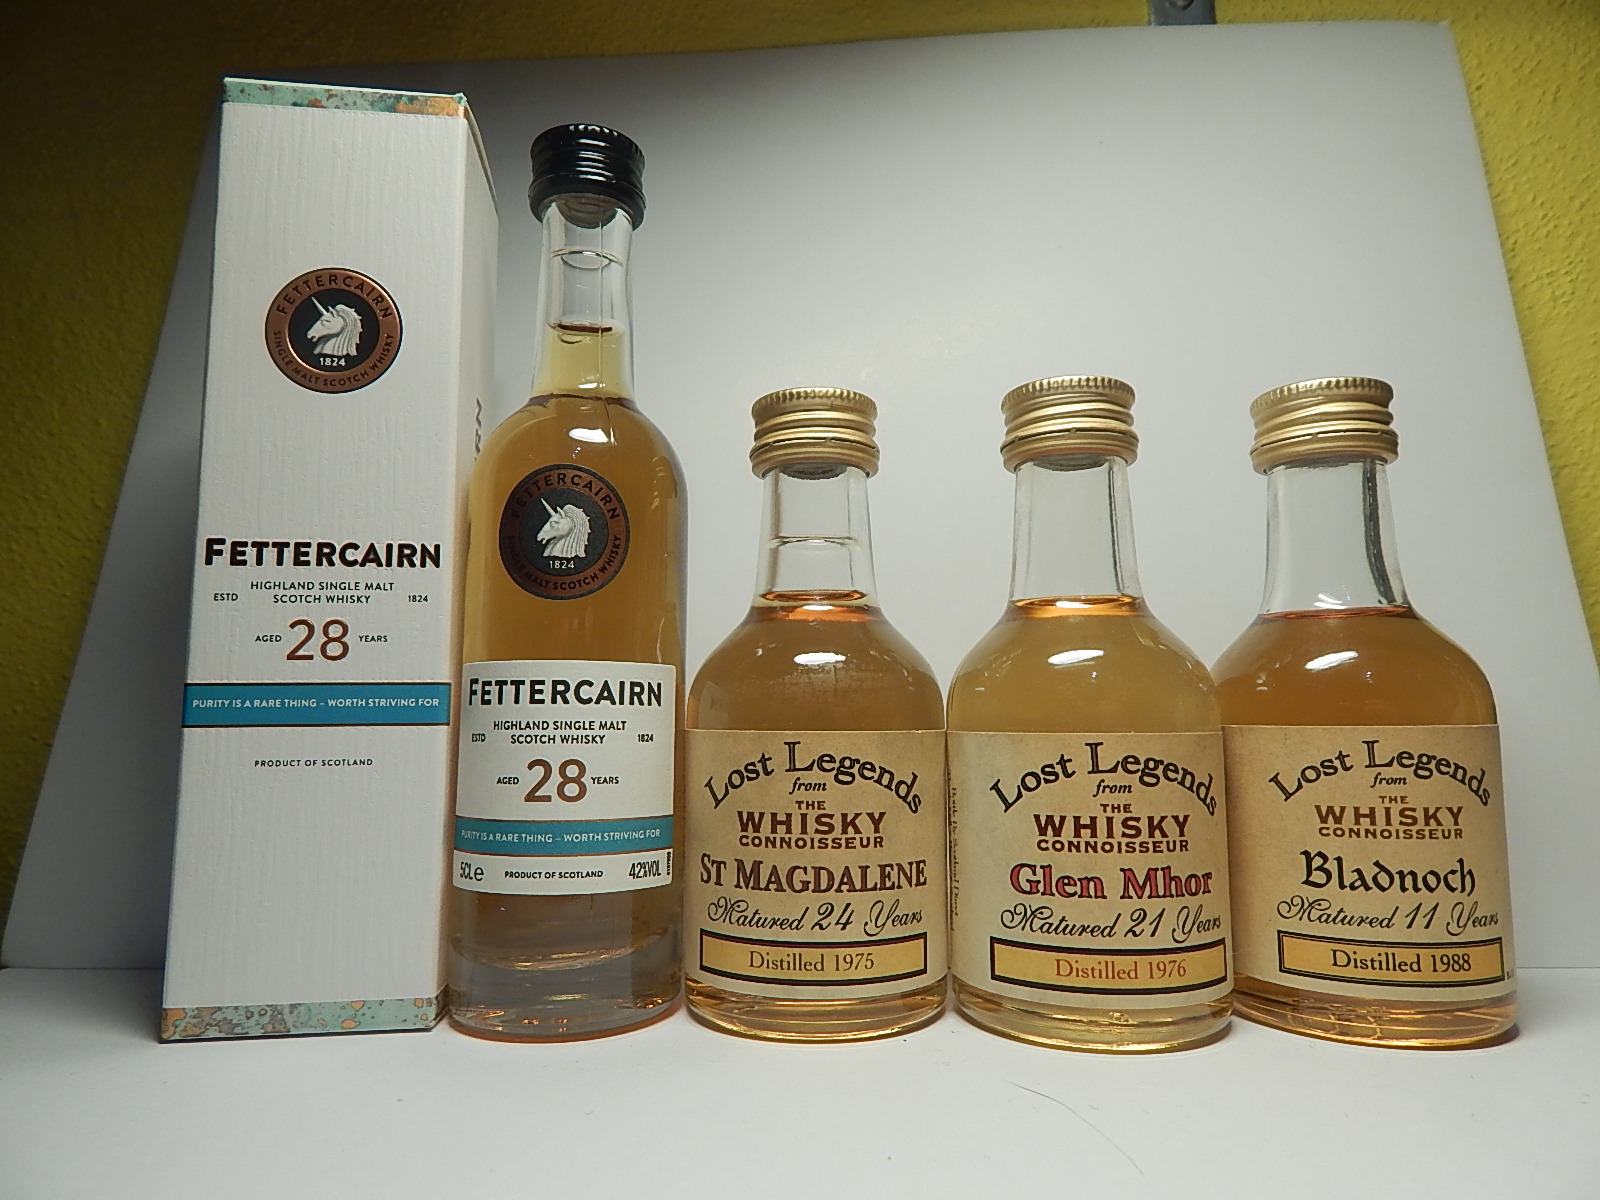 FETTERCAIRN
1824
SINGLE MALT SCOTCH WHISKY
FETTERCAIRN
HIGHLAND SINGLE MALT
ESTD SCOTCH WHISKY 1824
AGED 28 YEARS
PURITY IS A RARE THING – WORTH STRIVING FOR
PRODUCT OF SCOTLAND
FETTERCAIRN
1824
SINGLE MALT SCOTCH WHISKY
FETTERCAIRN
HIGHLAND SINGLE MALT
ESTD SCOTCH WHISKY 1824
AGED 28 YEARS
PURITY IS A RARE THING – WORTH STRIVING FOR
5CLe PRODUCT OF SCOTLAND 42%VOL
Lost Legends
from
THE
WHISKY
CONNOISSEUR
ST MAGDALENE
Matured 24 Years
Distilled 1975
Lost Legends
from
THE
WHISKY
CONNOISSEUR
Glen Mhor
Matured 21 Years
Distilled 1976
Lost Legends
from
THE
WHISKY
CONNOISSEUR
Bladnoch
Matured 11 Years
Distilled 1988